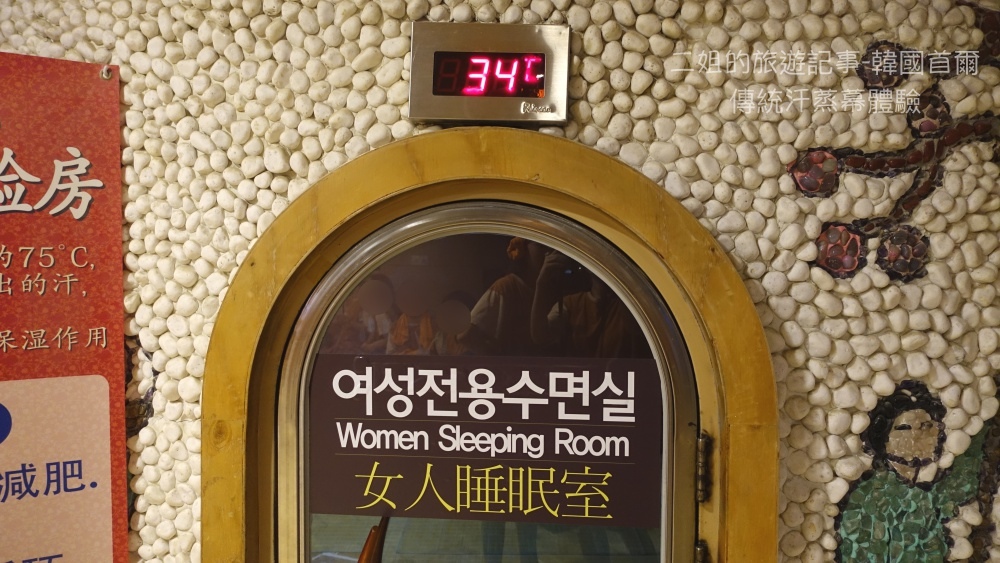 34℃
二姐的旅遊記事-韓國首爾
傳統汗蒸幕體驗
验房
的75°C,
出的汗,
保湿作用
减肥.
여성전용수면실
Women Sleeping Room
女人睡眠室